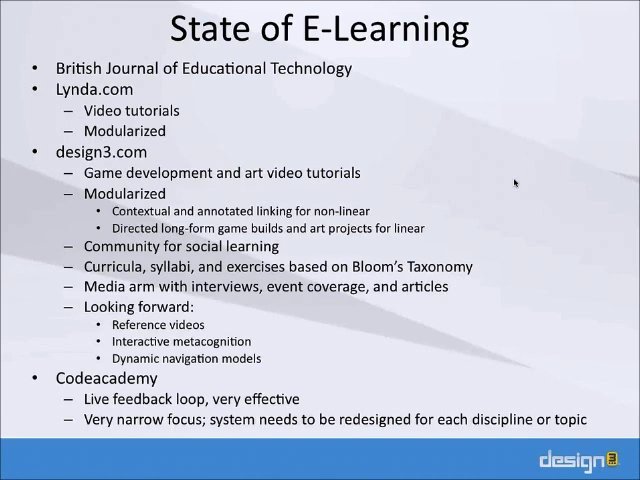 State of E-Learning
• British Journal of Educational Technology
• Lynda.com
– Video tutorials
– Modularized
• design3.com
– Game development and art video tutorials
– Modularized
• Contextual and annotated linking for non-linear
• Directed long-form game builds and art projects for linear
– Community for social learning
– Curricula, syllabi, and exercises based on Bloom's Taxonomy
– Media arm with interviews, event coverage, and articles
– Looking forward:
• Reference videos
• Interactive metacognition
• Dynamic navigation models
• Codeacademy
– Live feedback loop, very effective
– Very narrow focus; system needs to be redesigned for each discipline or topic
design3